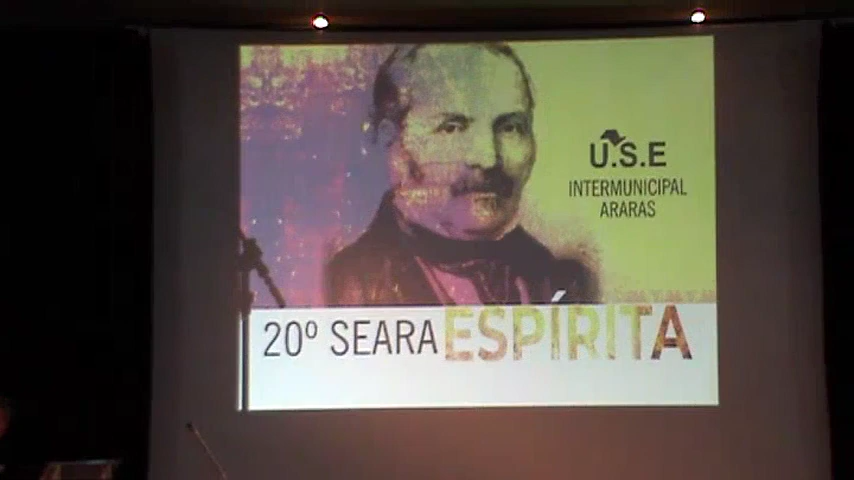 U.S.E
INTERMUNICIPAL
ARARAS
20º SEARA ESPÍRITA